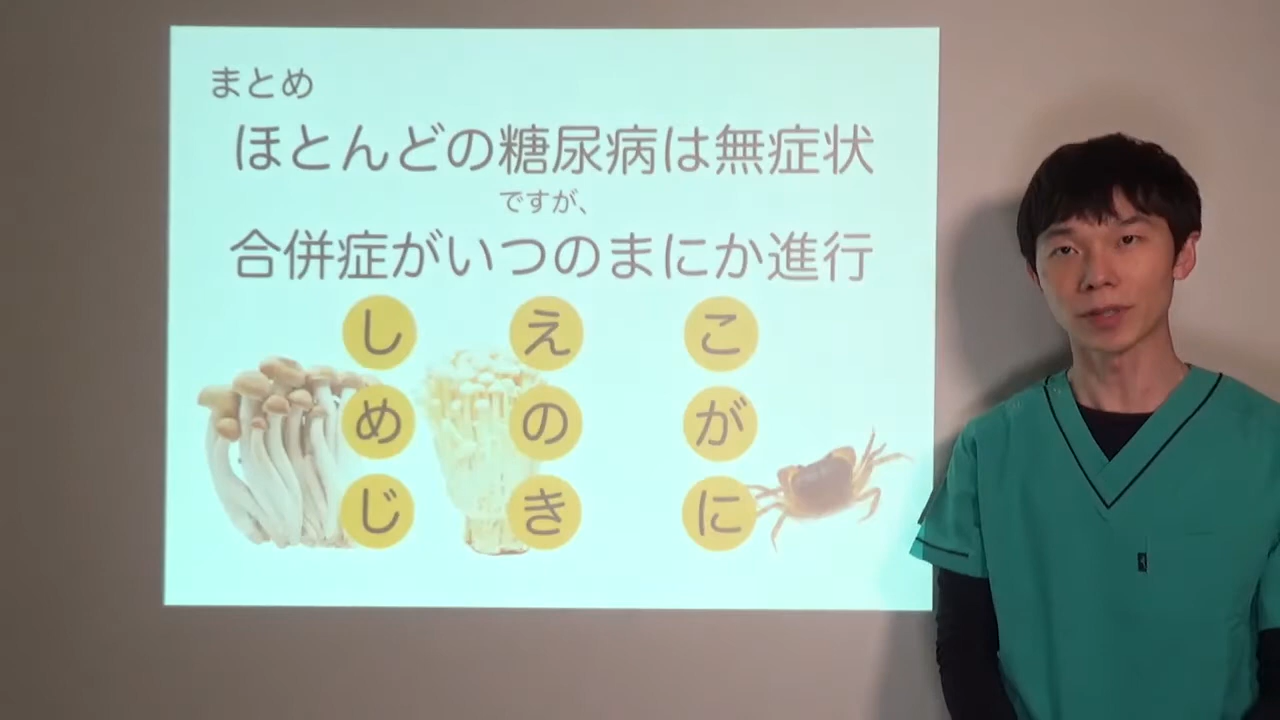 まとめ
ほとんどの糖尿病は無症状
ですが、
合併症がいつのまにか進行
しめじ
えのき
こがに